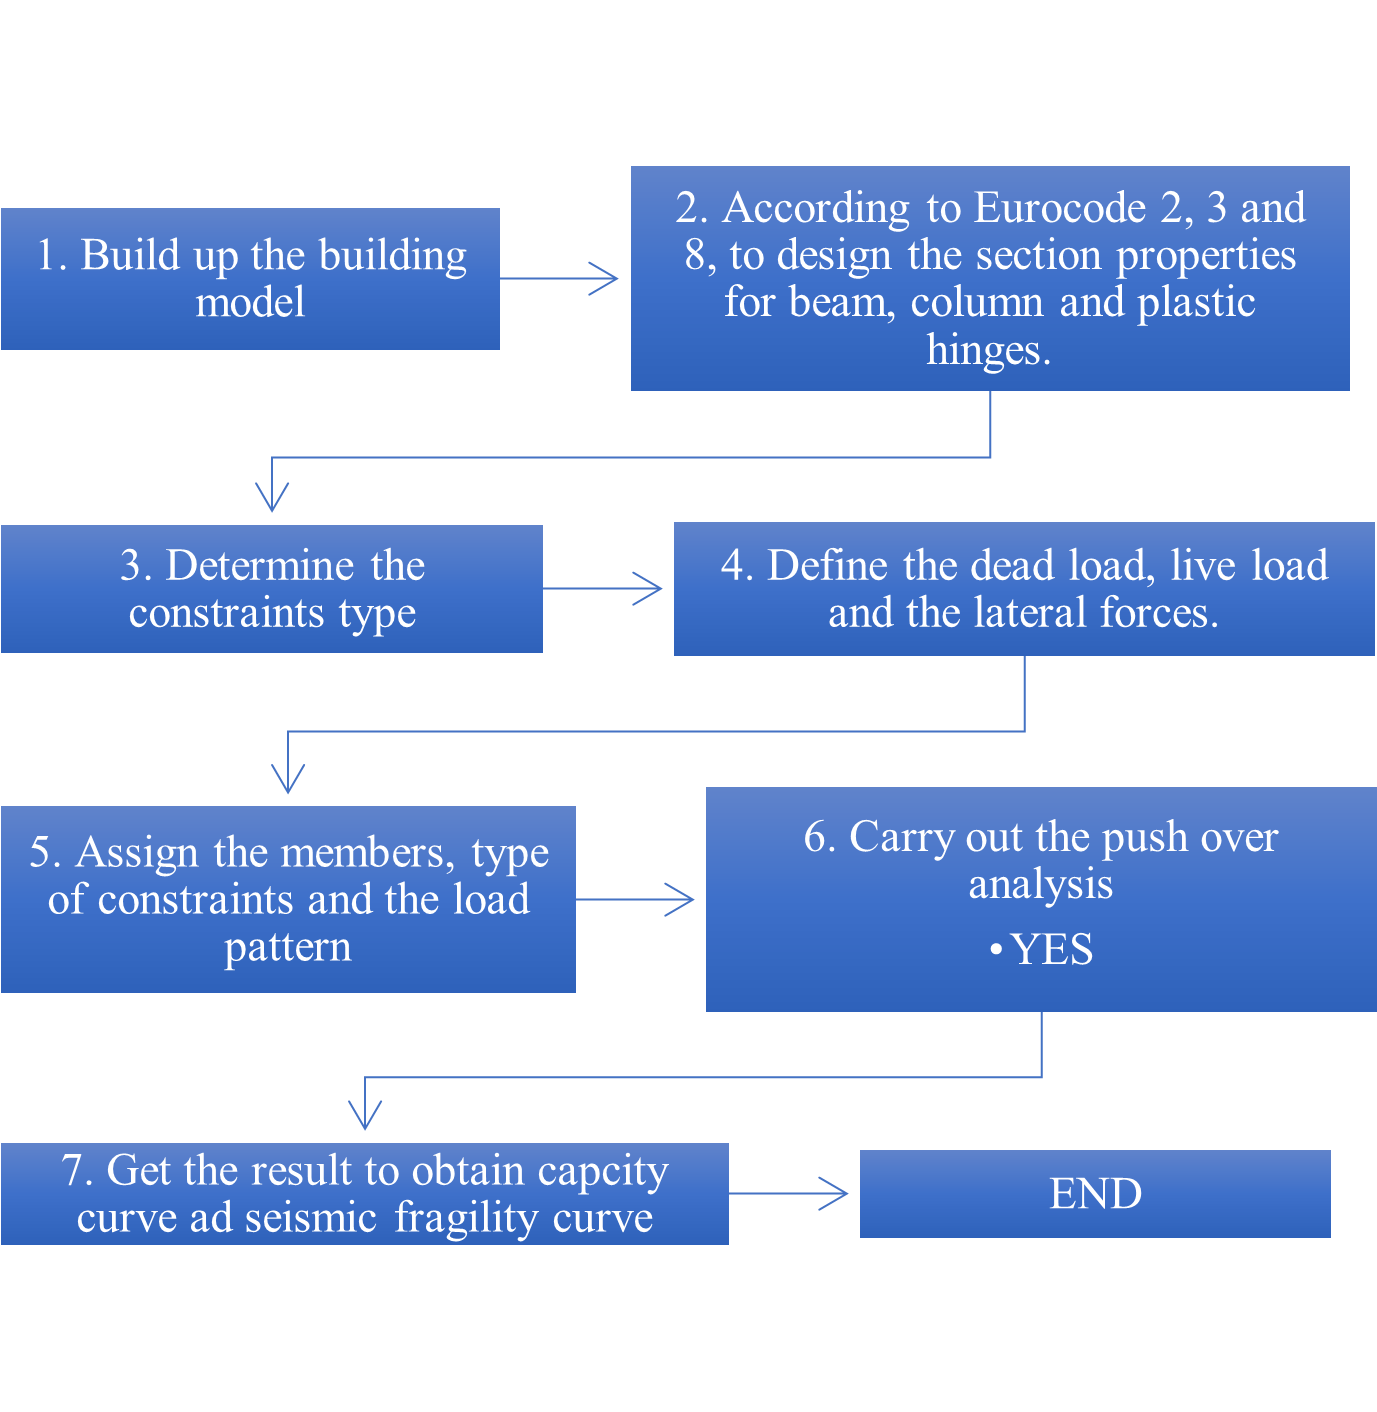 1. Build up the building
model
2. According to Eurocode 2, 3 and
8, to design the section properties
for beam, column and plastic
hinges.
3. Determine the
constraints type
4. Define the dead load, live load
and the lateral forces.
5. Assign the members, type
of constraints and the load
pattern
6. Carry out the push over
analysis
• YES
7. Get the result to obtain capcity
curve ad seismic fragility curve
END